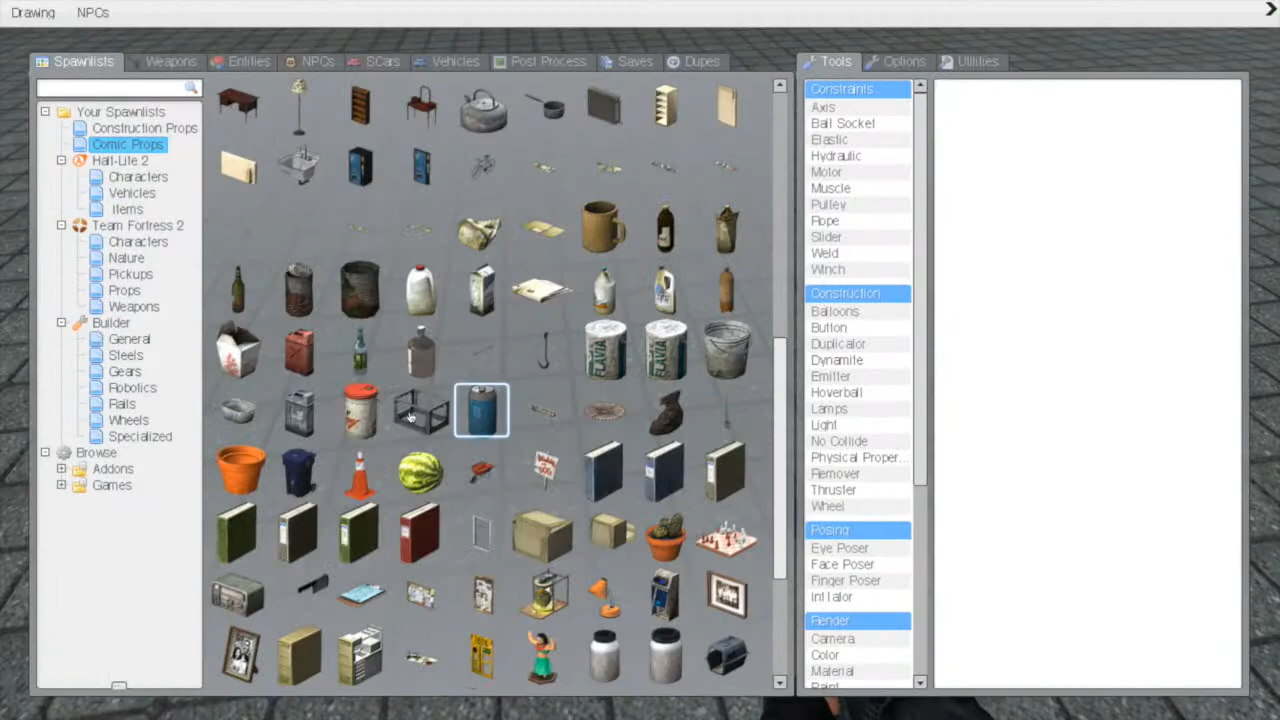 Drawing NPCs
Spawnlists Weapons Entities NPCs SCars Vehicles Post Process Saves Dupes
Tools Options Utilities
Your Spawnlists
Construction Props
Comic Props
Half-Life 2
Characters
Vehicles
Items
Team Fortress 2
Characters
Nature
Pickups
Props
Weapons
Builder
General
Steels
Gears
Robotics
Rails
Wheels
Specialized
Browse
Addons
Games
FLAVIA FLAVIA
Constraints
Axis
Ball Socket
Elastic
Hydraulic
Motor
Muscle
Pulley
Rope
Slider
Weld
Winch
Construction
Balloons
Button
Duplicator
Dynamite
Emitter
Hoverball
Lamps
Light
No Collide
Physical Proper...
Remover
Thruster
Wheel
Posing
Eye Poser
Face Poser
Finger Poser
Inflator
Render
Camera
Color
Material
Paint